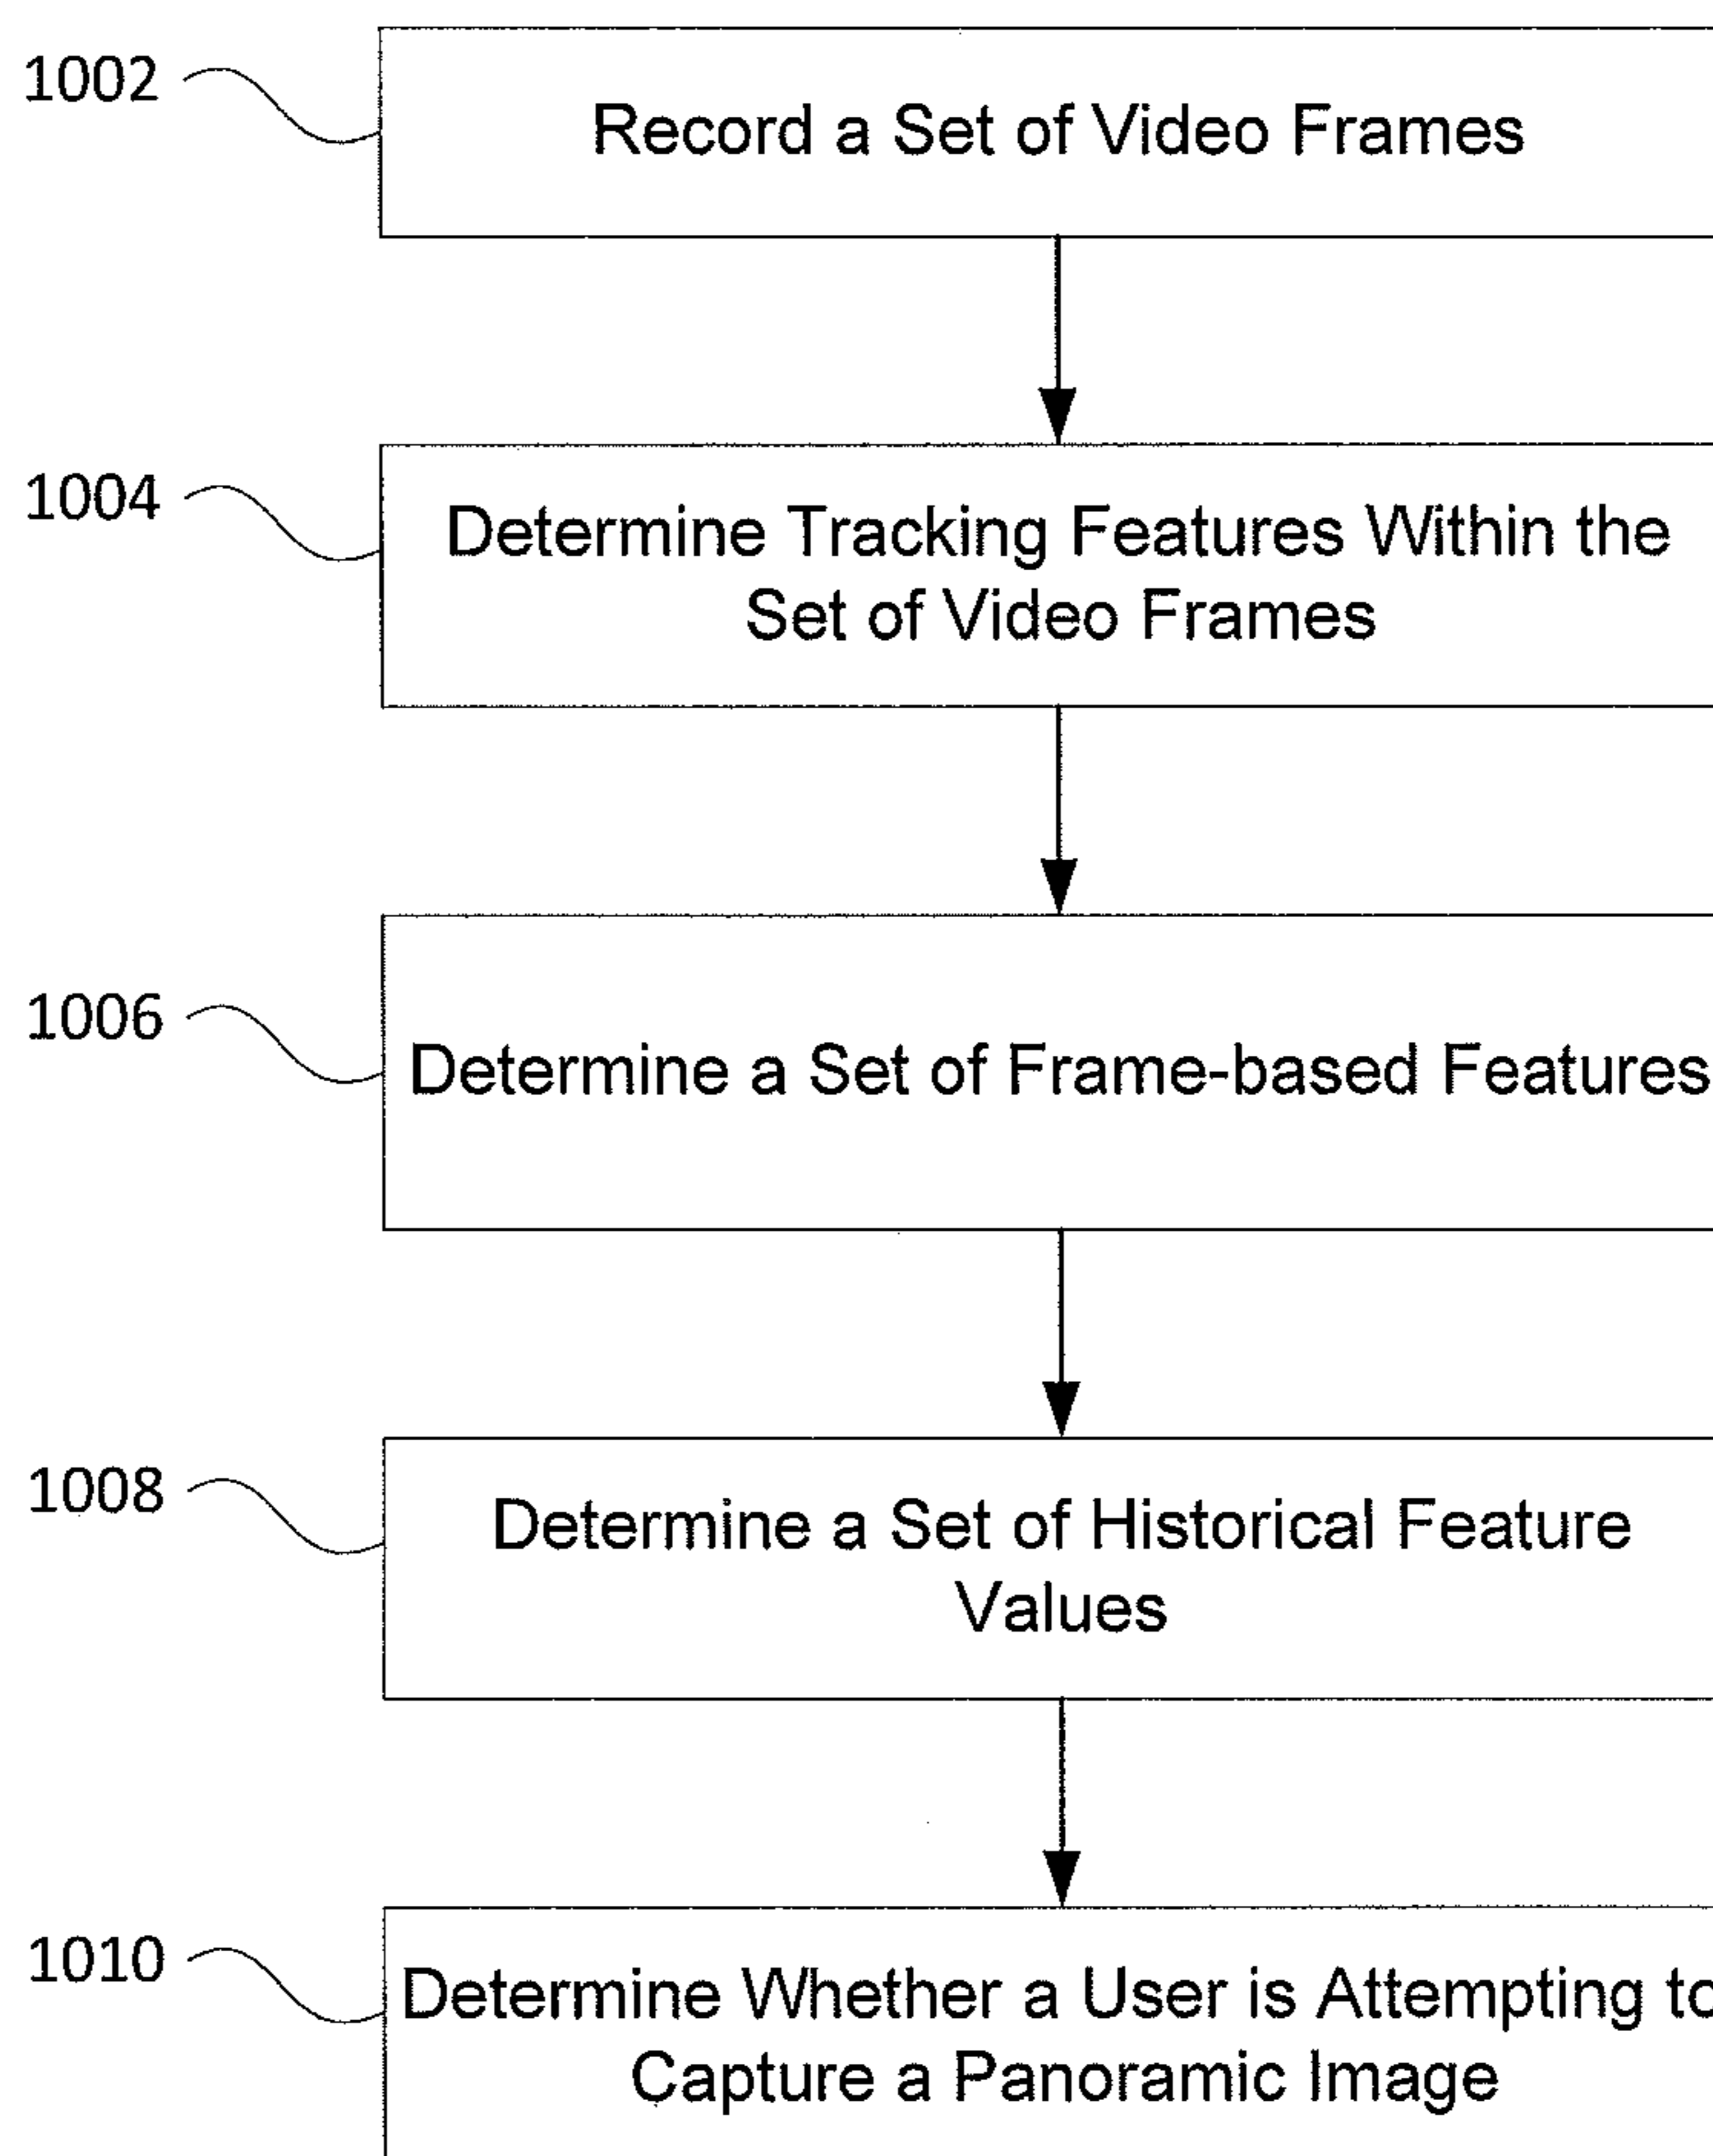 1002
Record a Set of Video Frames
1004
Determine Tracking Features Within the
Set of Video Frames
1006
Determine a Set of Frame-based Features
1008
Determine a Set of Historical Feature
Values
1010
Determine Whether a User is Attempting to
Capture a Panoramic Image